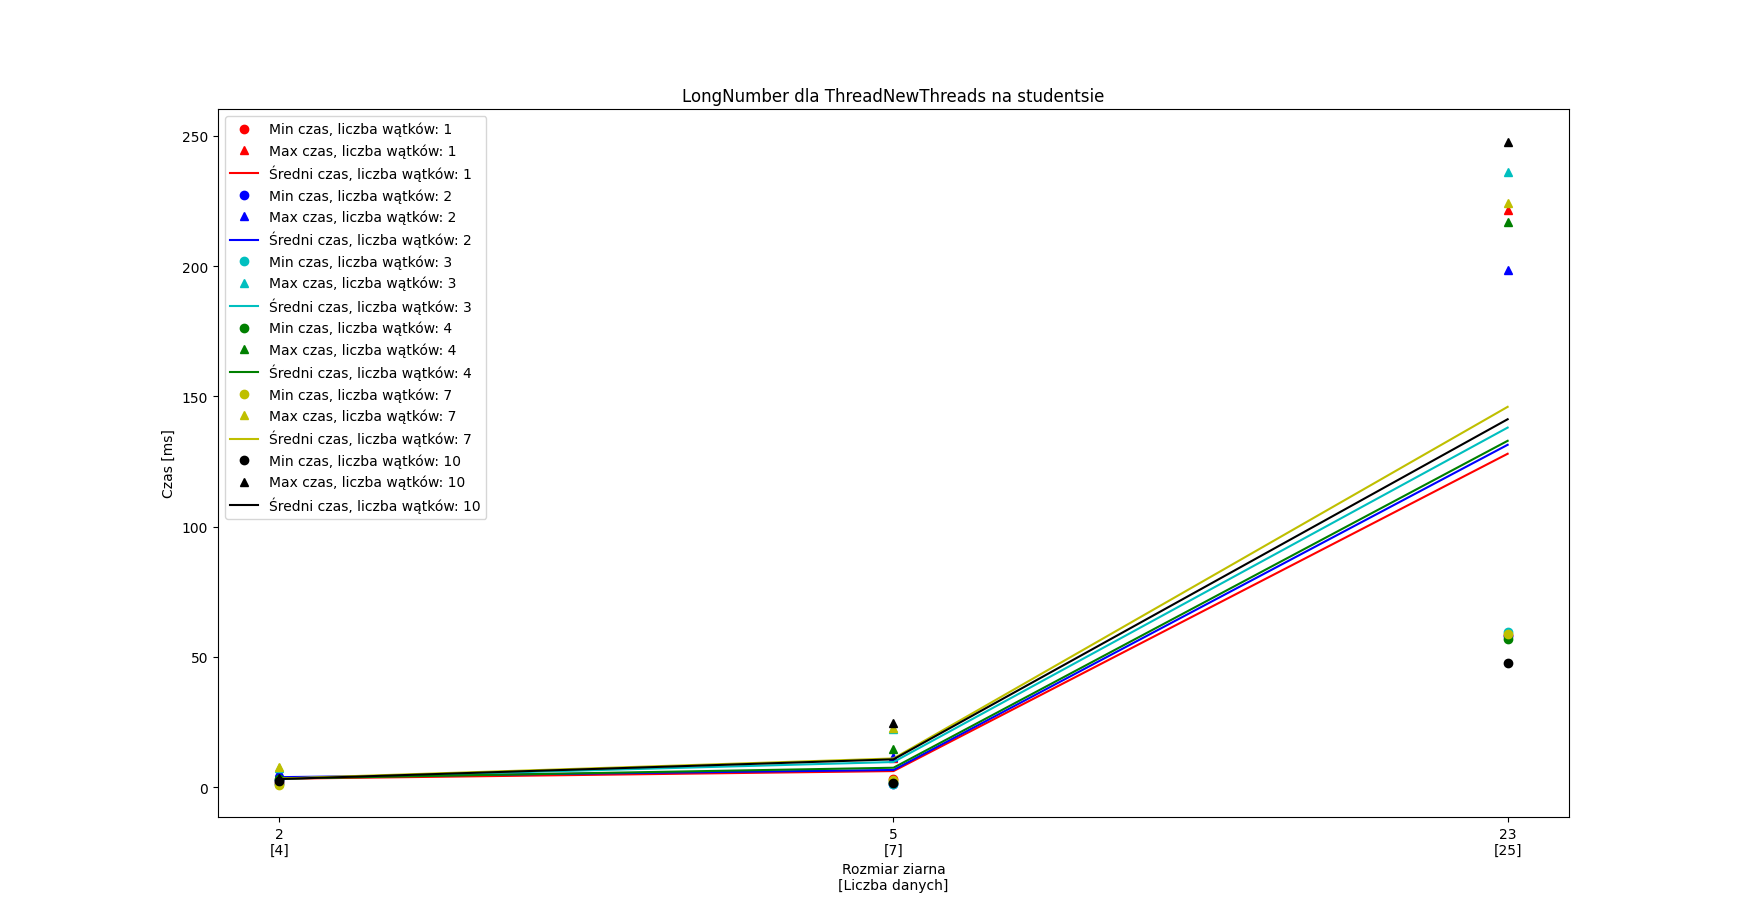 LongNumber dla ThreadNewThreads na studentsie
Min czas, liczba wątków: 1
Max czas, liczba wątków: 1
Średni czas, liczba wątków: 1
Min czas, liczba wątków: 2
Max czas, liczba wątków: 2
Średni czas, liczba wątków: 2
Min czas, liczba wątków: 3
Max czas, liczba wątków: 3
Średni czas, liczba wątków: 3
Min czas, liczba wątków: 4
Max czas, liczba wątków: 4
Średni czas, liczba wątków: 4
Min czas, liczba wątków: 7
Max czas, liczba wątków: 7
Średni czas, liczba wątków: 7
Min czas, liczba wątków: 10
Max czas, liczba wątków: 10
Średni czas, liczba wątków: 10
250
200
150
100
50
0
Czas [ms]
2
[4]
5
[7]
23
[25]
Rozmiar ziarna
[Liczba danych]